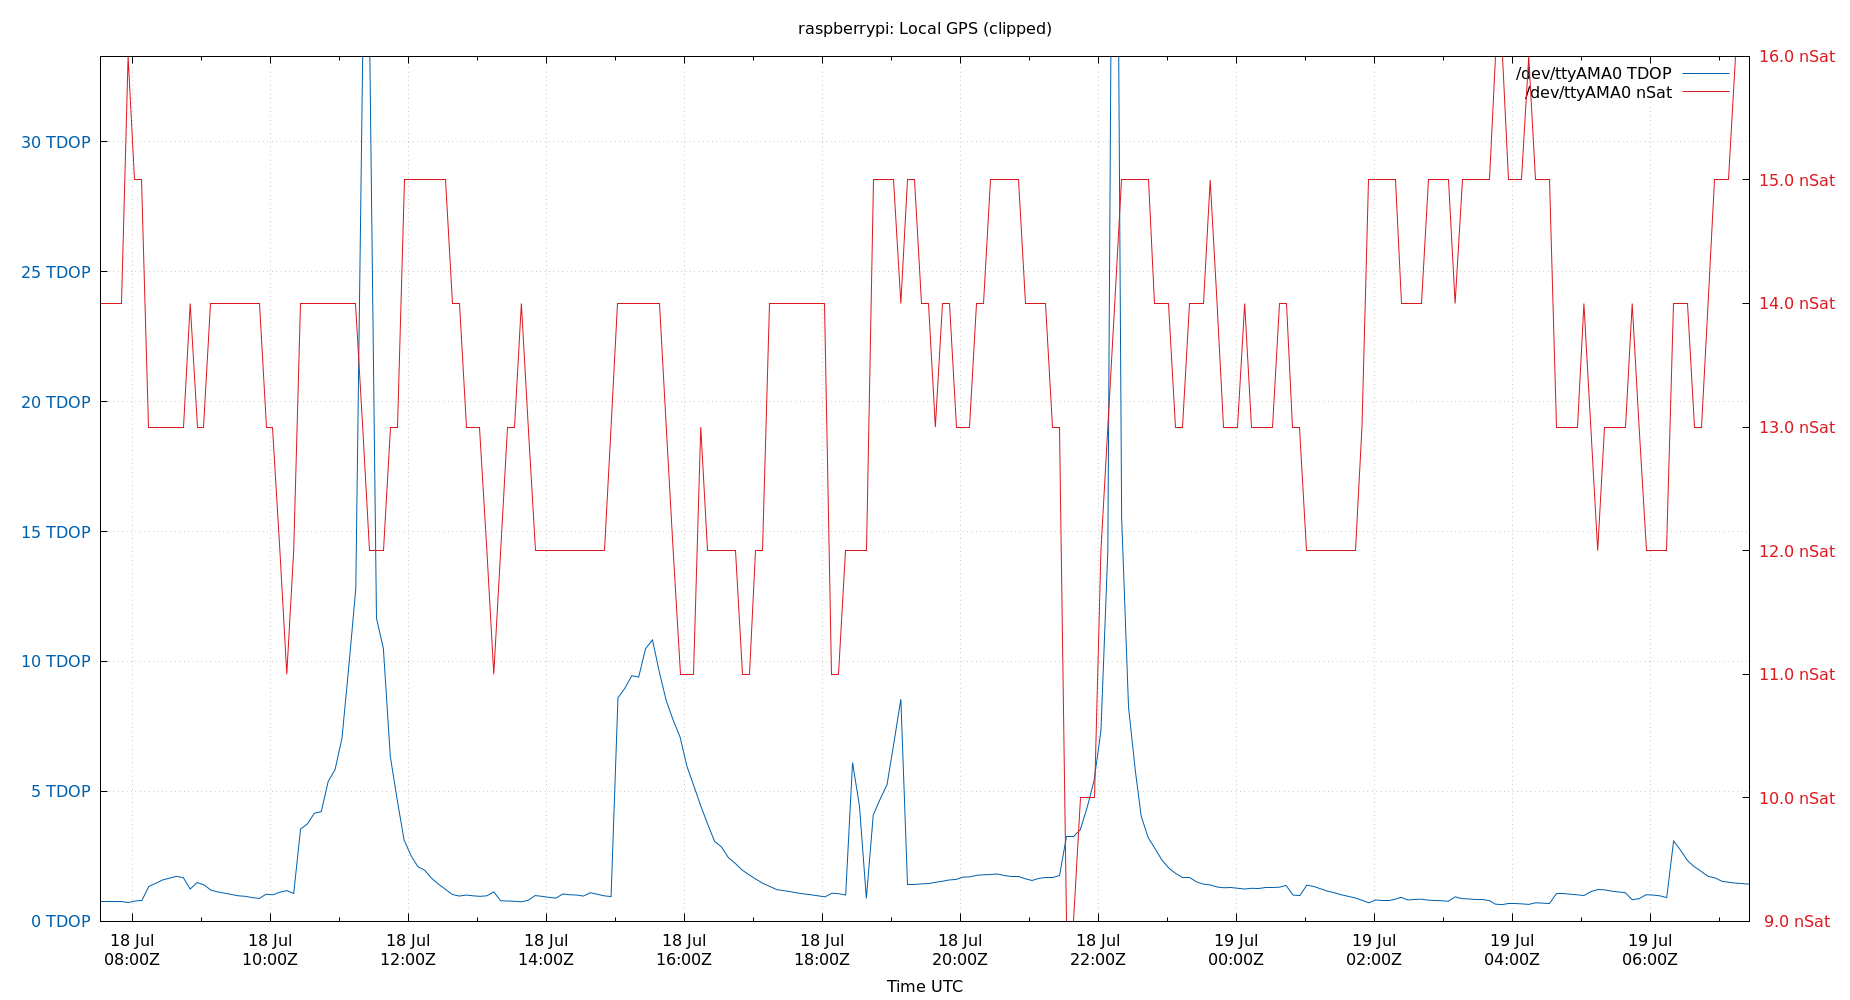 raspberrypi: Local GPS (clipped)
/dev/ttyAMA0 TDOP
/dev/ttyAMA0 nSat
30 TDOP
25 TDOP
20 TDOP
15 TDOP
10 TDOP
5 TDOP
0 TDOP
16.0 nSat
15.0 nSat
14.0 nSat
13.0 nSat
12.0 nSat
11.0 nSat
10.0 nSat
9.0 nSat
18 Jul
08:00Z
18 Jul
10:00Z
18 Jul
12:00Z
18 Jul
14:00Z
18 Jul
16:00Z
18 Jul
18:00Z
18 Jul
20:00Z
18 Jul
22:00Z
19 Jul
00:00Z
19 Jul
02:00Z
19 Jul
04:00Z
19 Jul
06:00Z
Time UTC